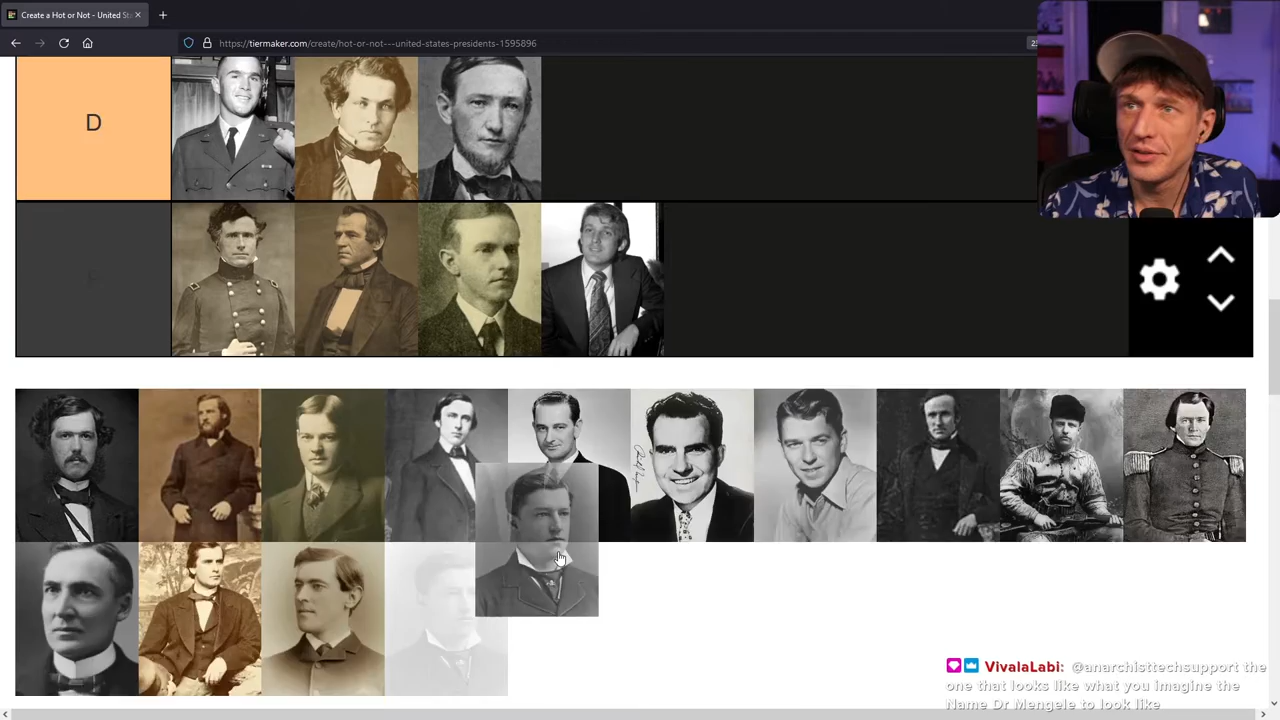 Create a Hot or Not - United St
https://tiermaker.com/create/hot-or-not---united-states-presidents-1595896
D
VivalaLabi: @anarchisttechsupport the
one that looks like what you imagine the
Name Dr Mengele to look like